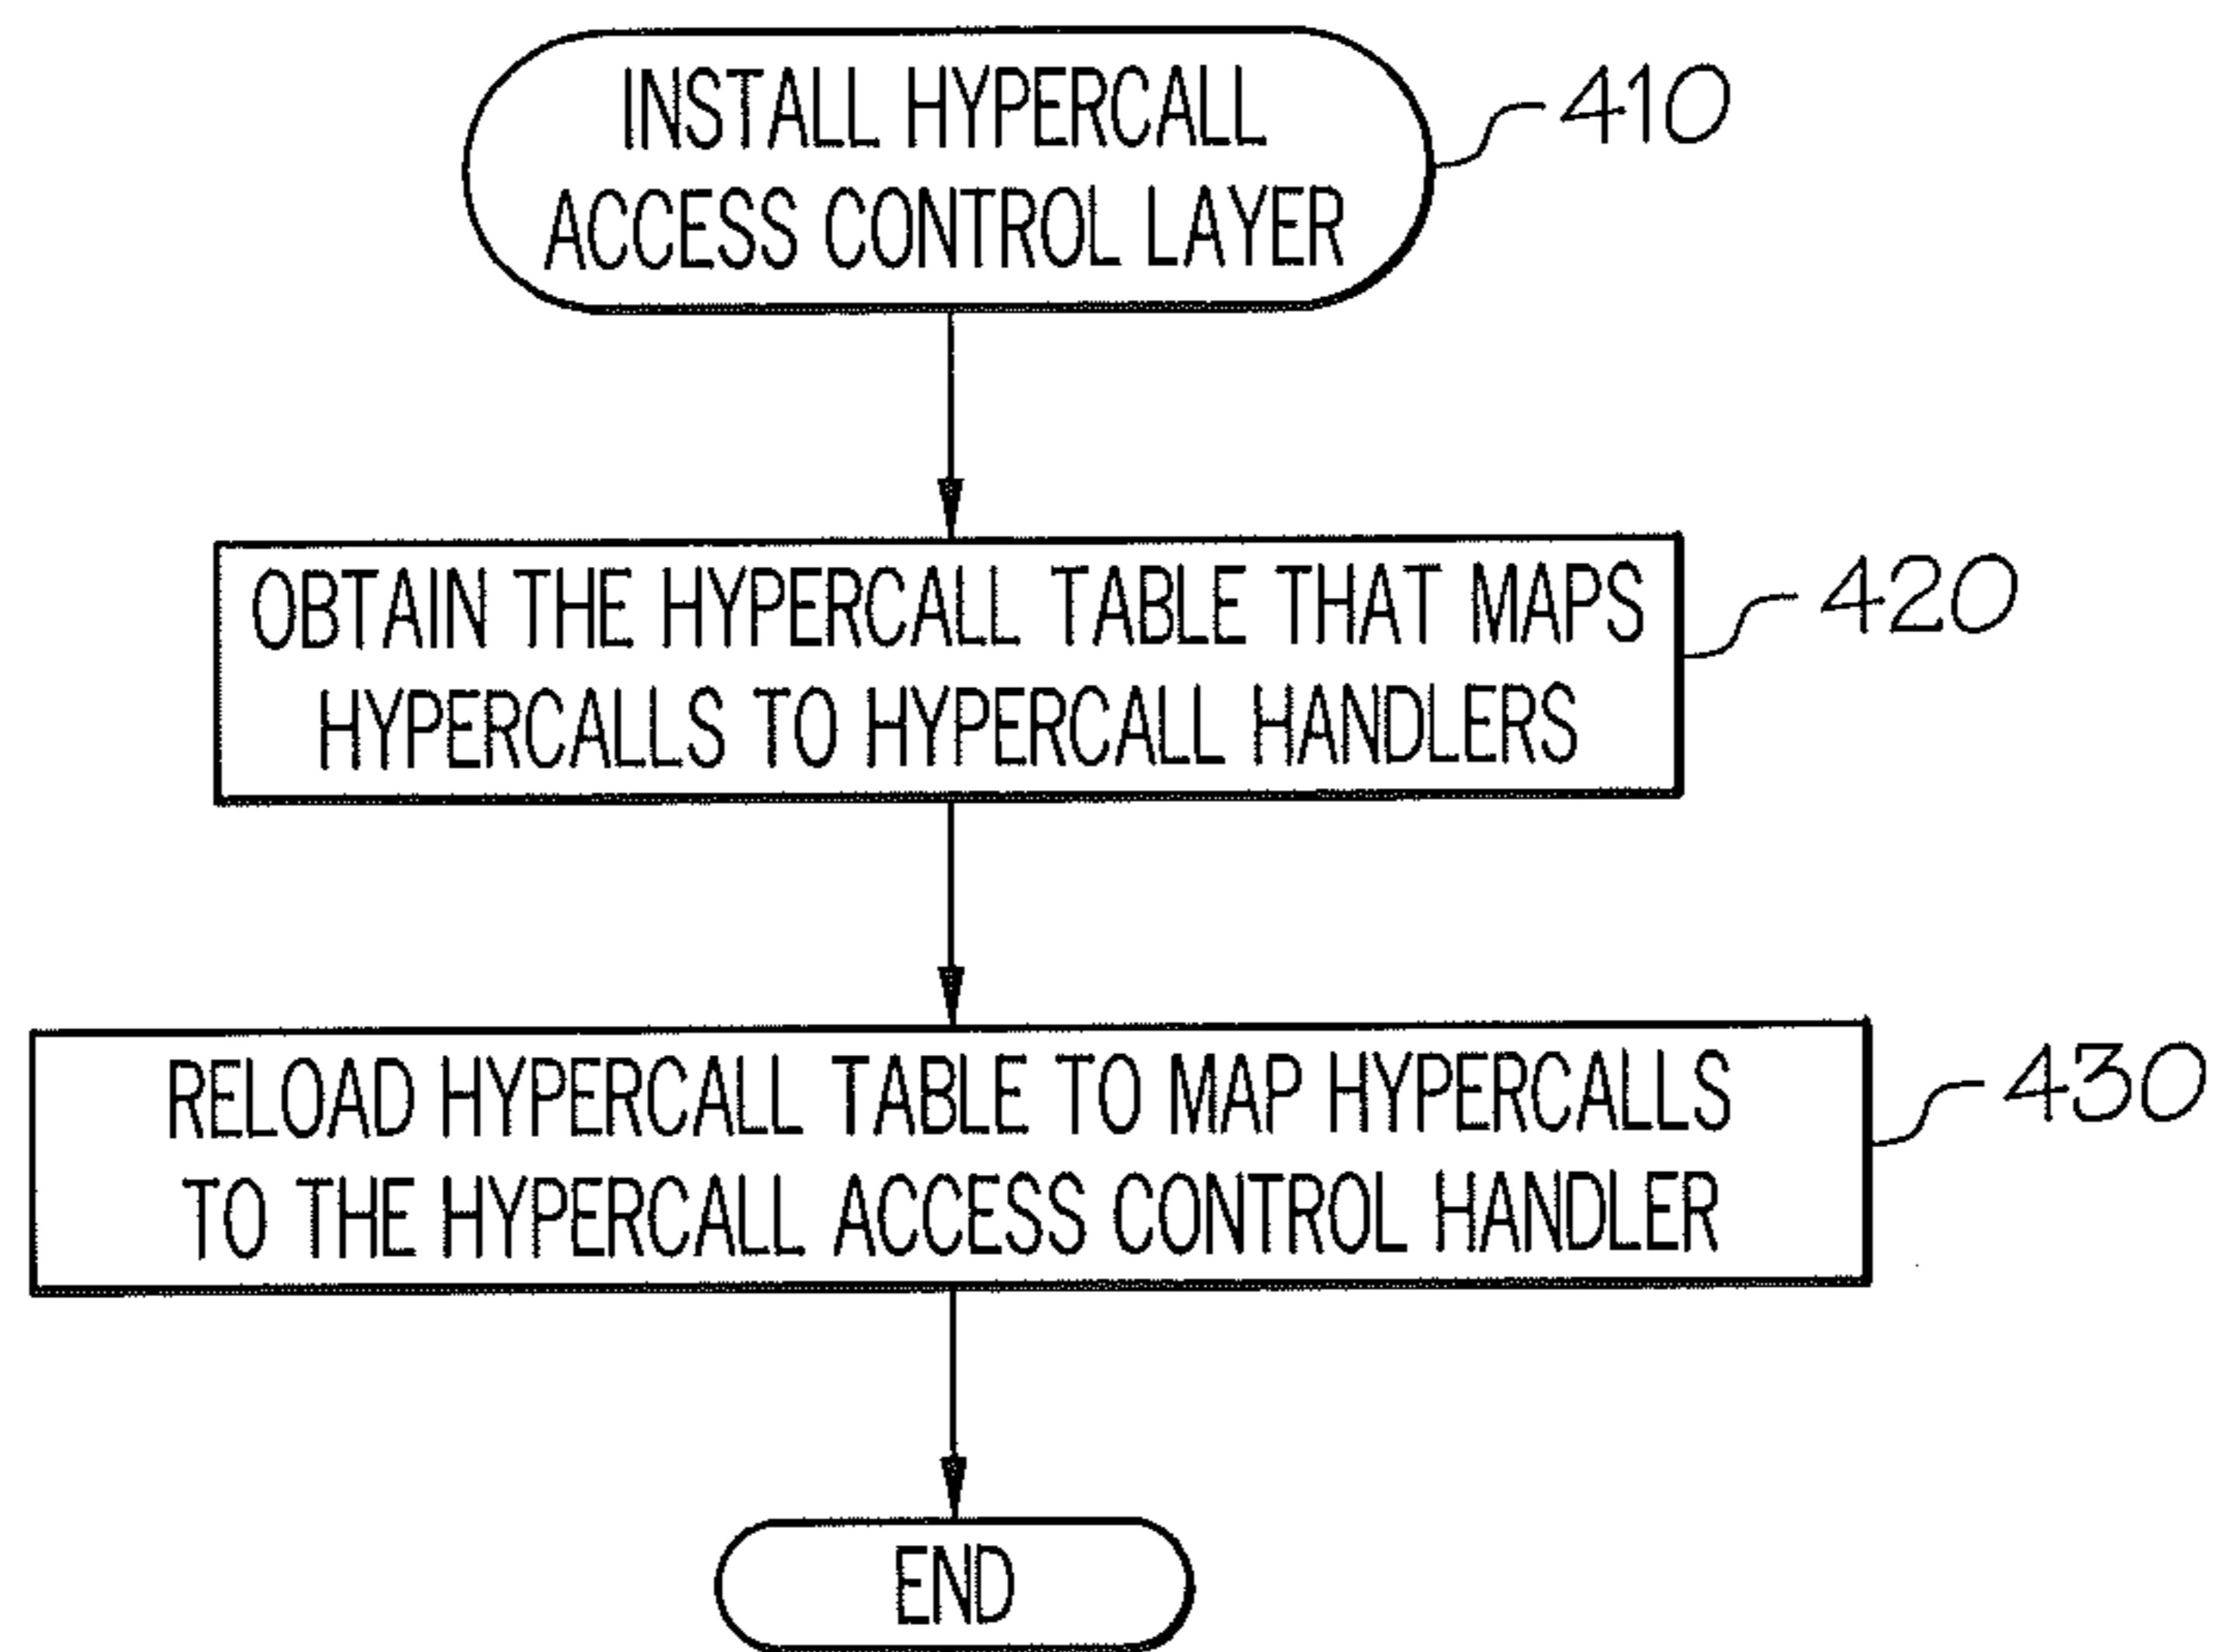 INSTALL HYPERCALL
ACCESS CONTROL LAYER
410
OBTAIN THE HYPERCALL TABLE THAT MAPS
HYPERCALLS TO HYPERCALL HANDLERS
420
RELOAD HYPERCALL TABLE TO MAP HYPERCALLS
TO THE HYPERCALL ACCESS CONTROL HANDLER
430
END